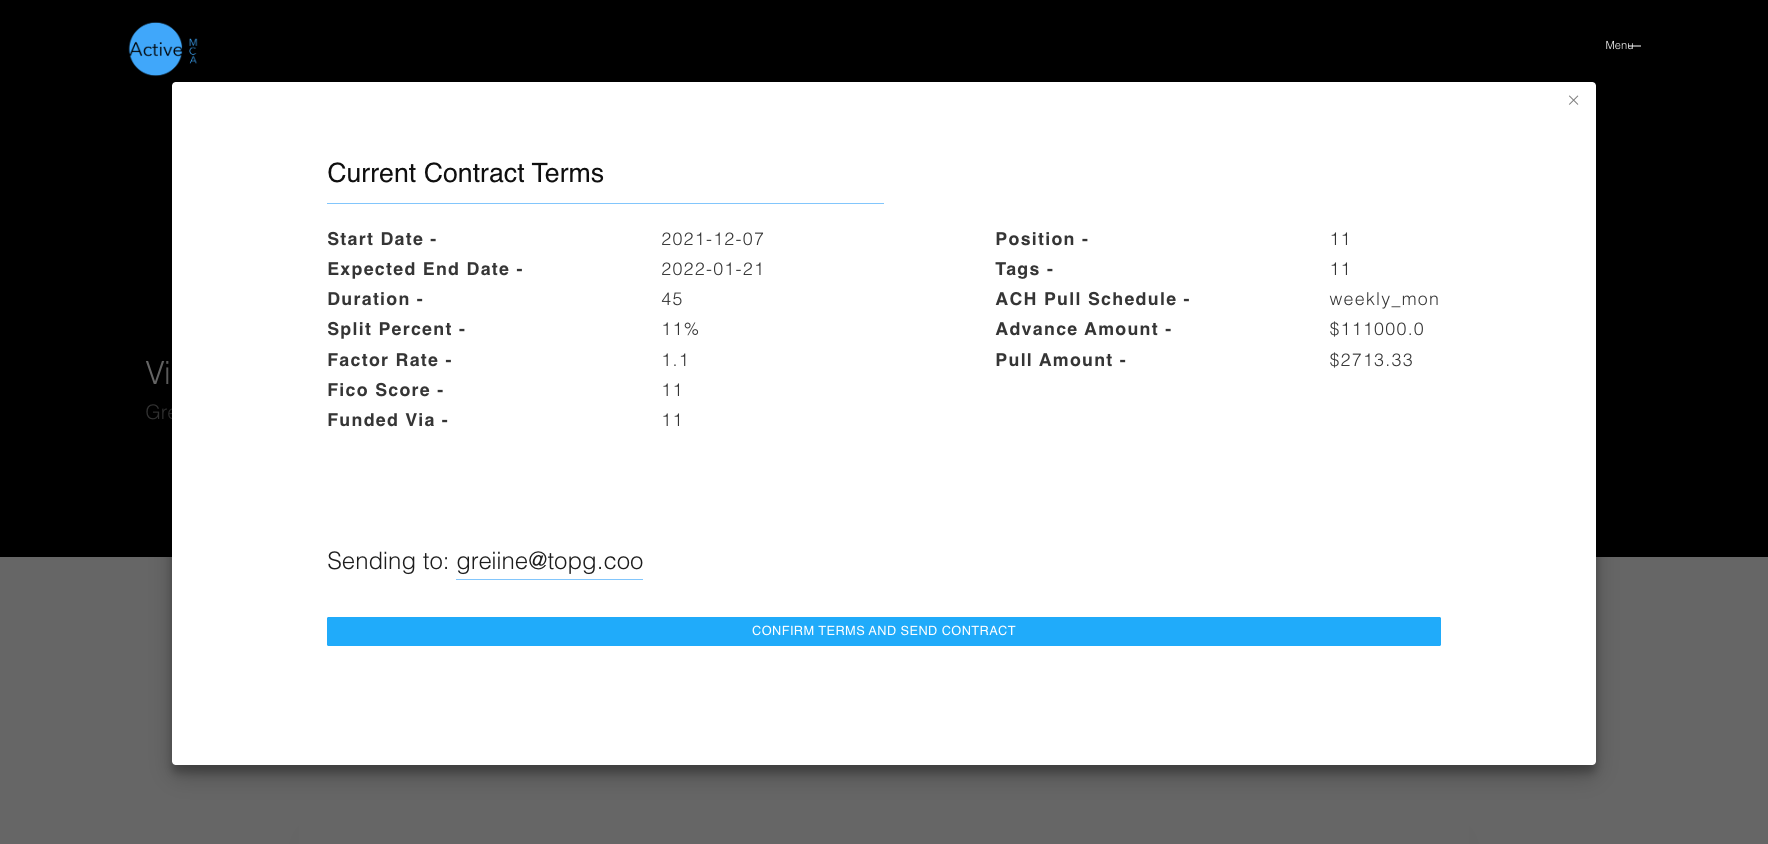 Active
MCA
Menu
Current Contract Terms
Start Date - 2021-12-07
Expected End Date - 2022-01-21
Duration - 45
Split Percent - 11%
Factor Rate - 1.1
Fico Score - 11
Funded Via - 11
Position - 11
Tags - 11
ACH Pull Schedule - weekly_mon
Advance Amount - $111000.0
Pull Amount - $2713.33
Vi
Gre
Sending to: greiine@topg.coo
CONFIRM TERMS AND SEND CONTRACT